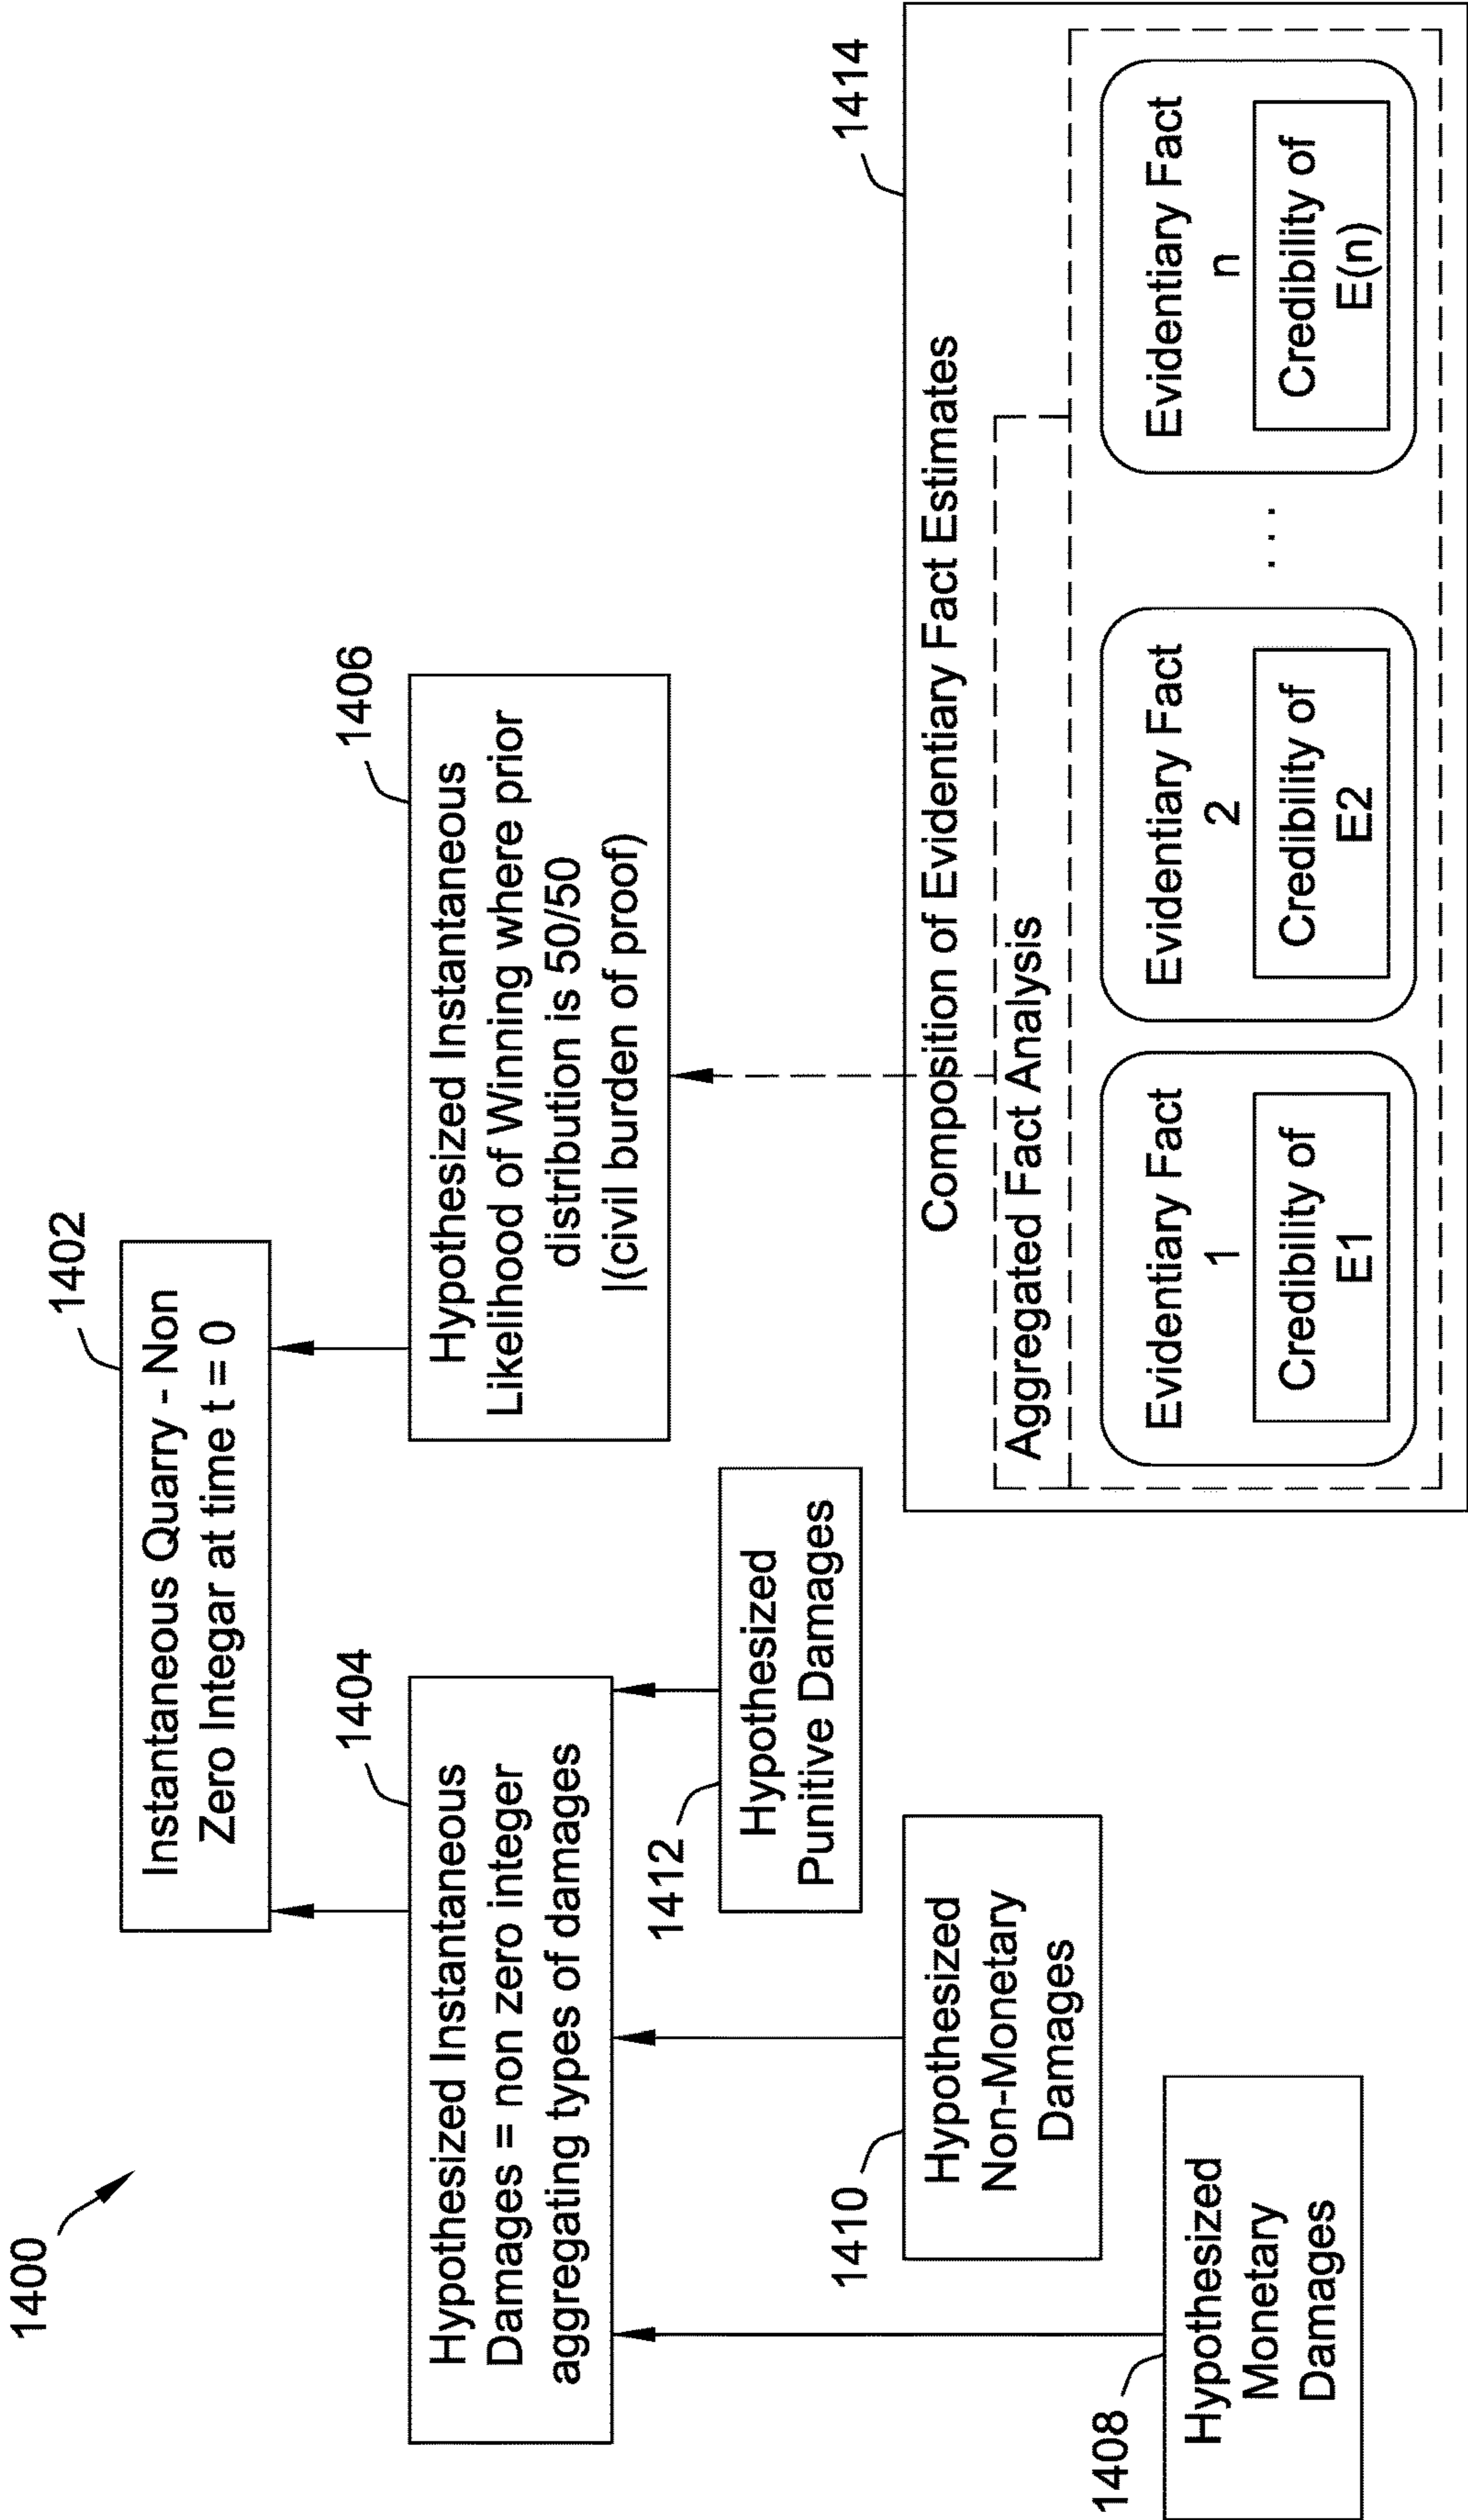 1400
1402
Instantaneous Quarry - Non
Zero Integar at time t = 0
1404
Hypothesized Instantaneous
Damages = non zero integer
aggregating types of damages
1406
Hypothesized Instantaneous
Likelihood of Winning where prior
distribution is 50/50
|(civil burden of proof)
1408
Hypothesized
Monetary
Damages
1410
Hypothesized
Non-Monetary
Damages
1412
Hypothesized
Punitive Damages
1414
Composition of Evidentiary Fact Estimates
Aggregated Fact Analysis
Evidentiary Fact
1
Credibility of
E1
Evidentiary Fact
2
Credibility of
E2
. . .
Evidentiary Fact
n
Credibility of
E(n)